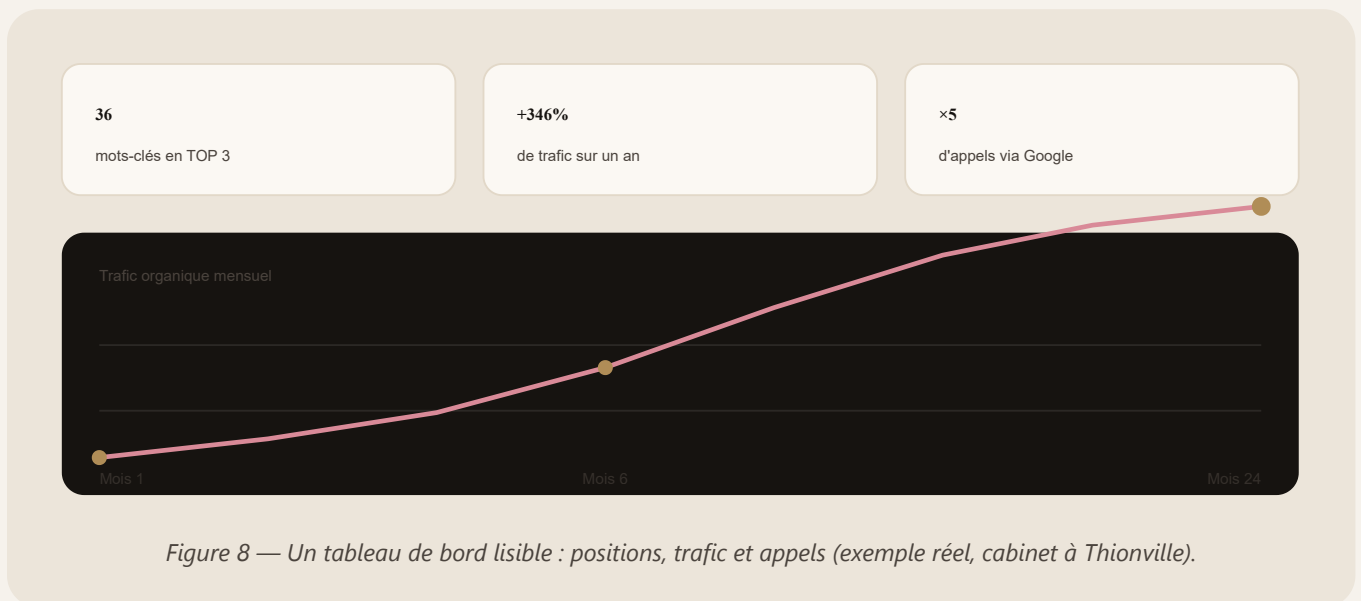 36
mots-clés en TOP 3
+346%
de trafic sur un an
×5
d'appels via Google
Trafic organique mensuel
Mois 1
Mois 6
Mois 24
Figure 8 — Un tableau de bord lisible : positions, trafic et appels (exemple réel, cabinet à Thionville).